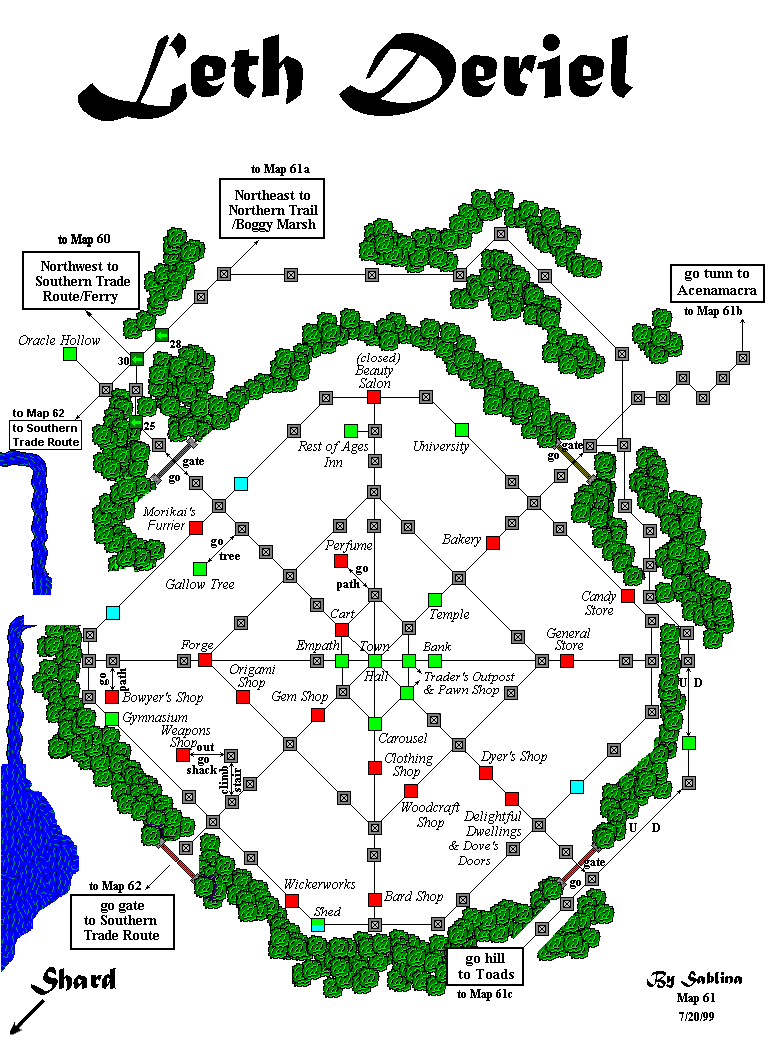 Leth Deriel
to Map 61a
Northeast to
Northern Trail
/Boggy Marsh
to Map 60
Northwest to
Southern Trade
Route/Ferry
go tunn to
Acenamacra
to Map 61b
Oracle Hollow
28
30
(closed)
Beauty
Salon
to Map 62
to Southern
Trade Route
25
Rest of Ages
Inn
University
gate
go
gate
go
Morikai's
Furrier
go
tree
Gallow Tree
Perfume
go
path
Bakery
Temple
Candy
Store
Cart
Forge
Empath
Town
Hall
Bank
General
Store
go
path
Origami
Shop
Trader's Outpost
& Pawn Shop
U D
Bowyer's Shop
Gem Shop
Gymnasium
Weapons
Shop
out
go
shack
climb
stair
Carousel
Clothing
Shop
Dyer's Shop
Woodcraft
Shop
Delightful
Dwellings
& Dove's
Doors
U D
gate
go
to Map 62
go gate
to Southern
Trade Route
Wickerworks
Shed
Bard Shop
go hill
to Toads
to Map 61c
Shard
By Sablina
Map 61
7/20/99